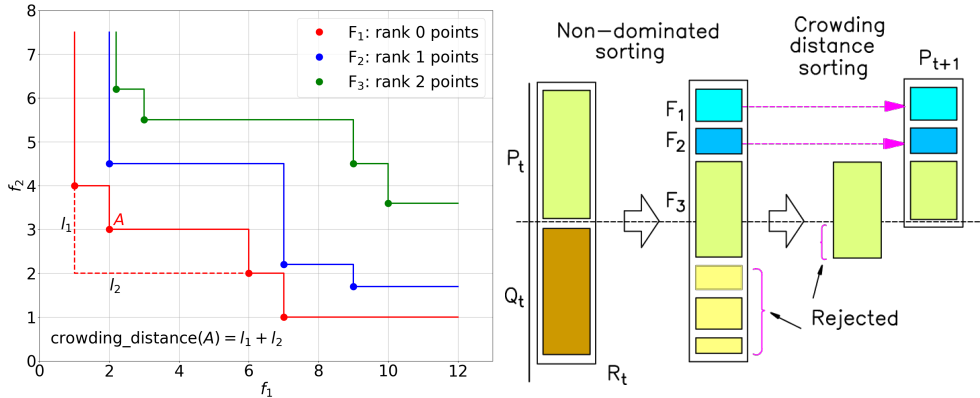 8
7
6
5
4
3
2
1
0
f₂
0
2
4
6
8
10
12
f₁
F₁: rank 0 points
F₂: rank 1 points
F₃: rank 2 points
A
l₁
l₂
crowding_distance(A) = l₁ + l₂
Non-dominated
sorting
Crowding
distance
sorting
Pₜ₊₁
F₁
F₂
Pₜ
F₃
Qₜ
Rejected
Rₜ